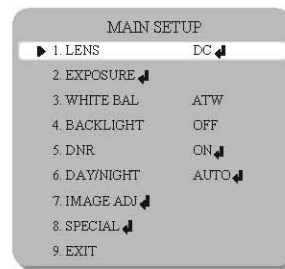 MAIN SETUP
▶ 1. LENS DC ↲
2. EXPOSURE ↲
3. WHITE BAL ATW
4. BACKLIGHT OFF
5. DNR ON ↲
6. DAY/NIGHT AUTO ↲
7. IMAGE ADJ ↲
8. SPECIAL ↲
9. EXIT